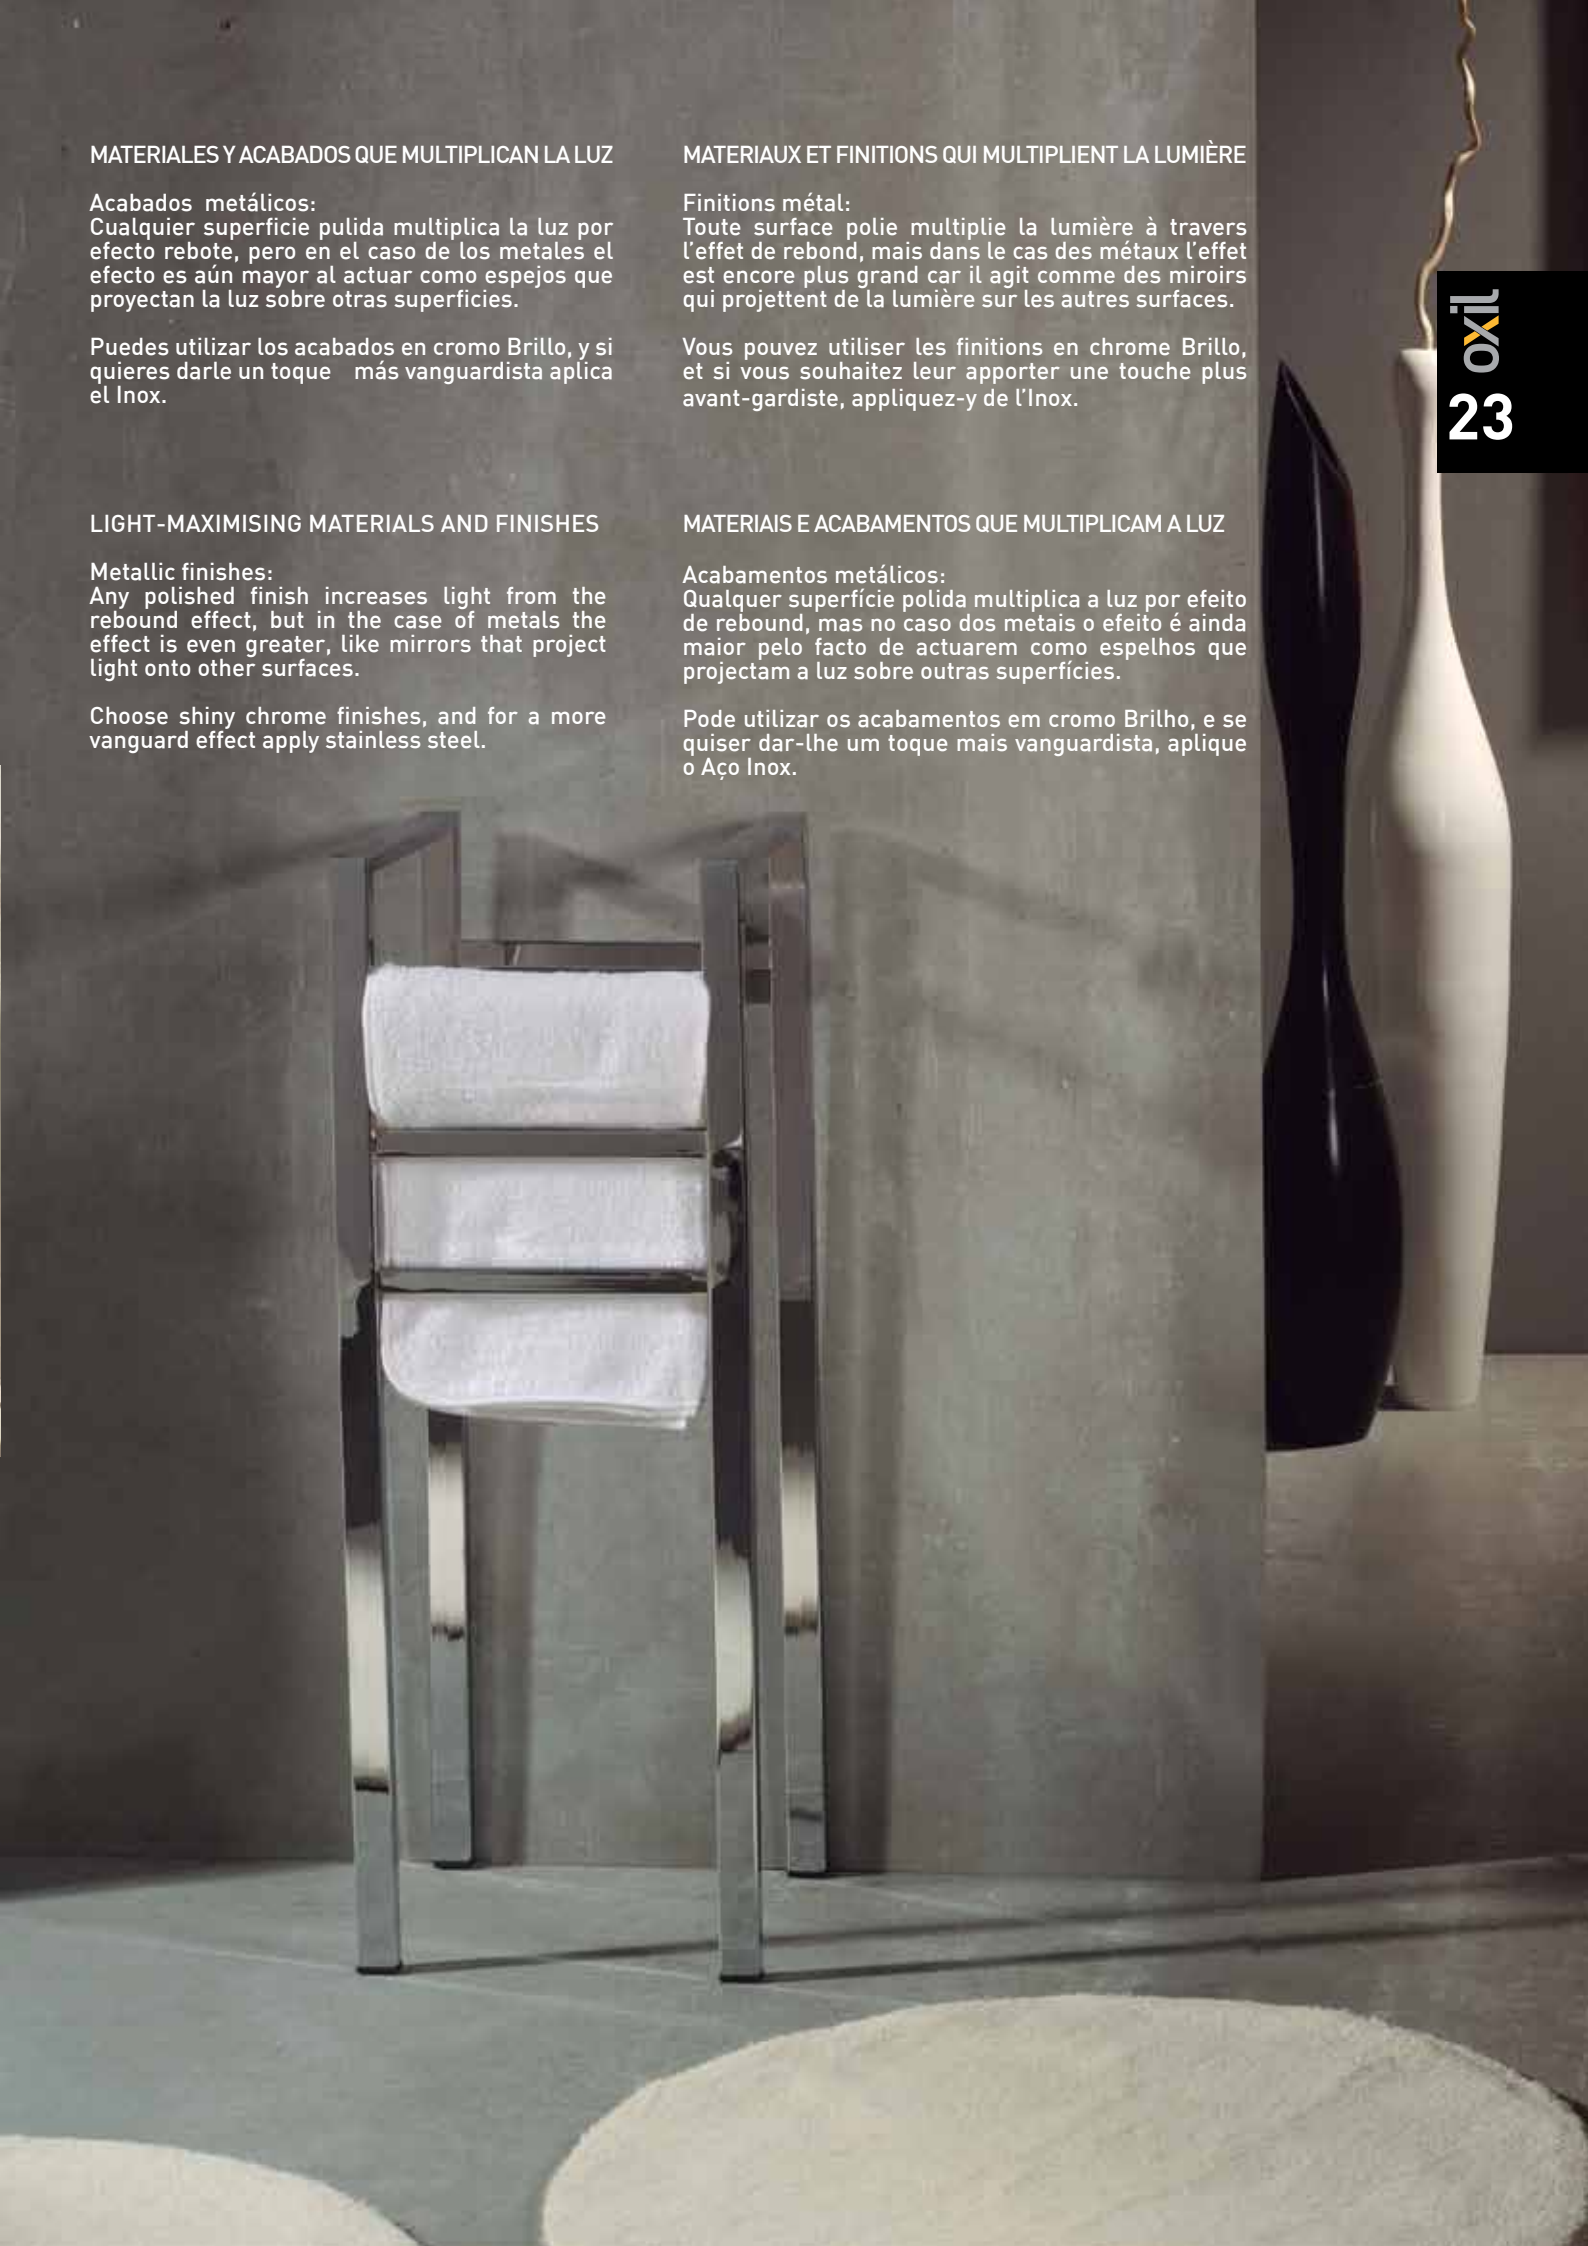 MATERIALES Y ACABADOS QUE MULTIPLICAN LA LUZ
Acabados metálicos:
Cualquier superficie pulida multiplica la luz por
efecto rebote, pero en el caso de los metales el
efecto es aún mayor al actuar como espejos que
proyectan la luz sobre otras superficies.
Puedes utilizar los acabados en cromo Brillo, y si
quieres darle un toque más vanguardista aplica
el Inox.
MATERIAUX ET FINITIONS QUI MULTIPLIENT LA LUMIÈRE
Finitions métal:
Toute surface polie multiplie la lumière à travers
l’effet de rebond, mais dans le cas des métaux l’effet
est encore plus grand car il agit comme des miroirs
qui projettent de la lumière sur les autres surfaces.
Vous pouvez utiliser les finitions en chrome Brillo,
et si vous souhaitez leur apporter une touche plus
avant-gardiste, appliquez-y de l’Inox.
LIGHT-MAXIMISING MATERIALS AND FINISHES
Metallic finishes:
Any polished finish increases light from the
rebound effect, but in the case of metals the
effect is even greater, like mirrors that project
light onto other surfaces.
Choose shiny chrome finishes, and for a more
vanguard effect apply stainless steel.
MATERIAIS E ACABAMENTOS QUE MULTIPLICAM A LUZ
Acabamentos metálicos:
Qualquer superfície polida multiplica a luz por efeito
de rebound, mas no caso dos metais o efeito é ainda
maior pelo facto de actuarem como espelhos que
projectam a luz sobre outras superfícies.
Pode utilizar os acabamentos em cromo Brilho, e se
quiser dar-lhe um toque mais vanguardista, aplique
o Aço Inox.
oxil
23